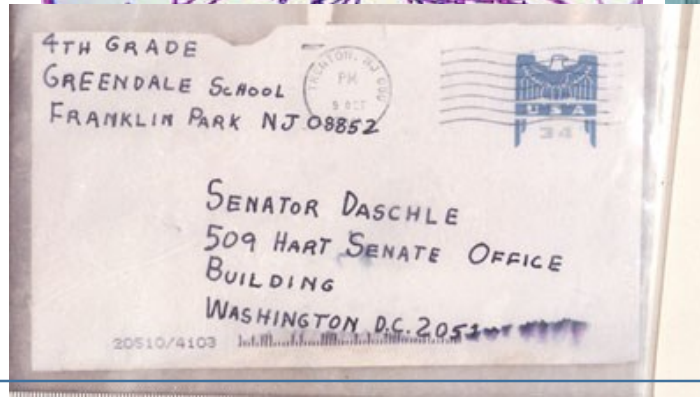 4TH GRADE
GREENDALE SCHOOL
FRANKLIN PARK NJ 08852
TRENTON, NJ
PM
9 OCT
USA
34
SENATOR DASCHLE
509 HART SENATE OFFICE
BUILDING
WASHINGTON D.C. 2051
20510/4103